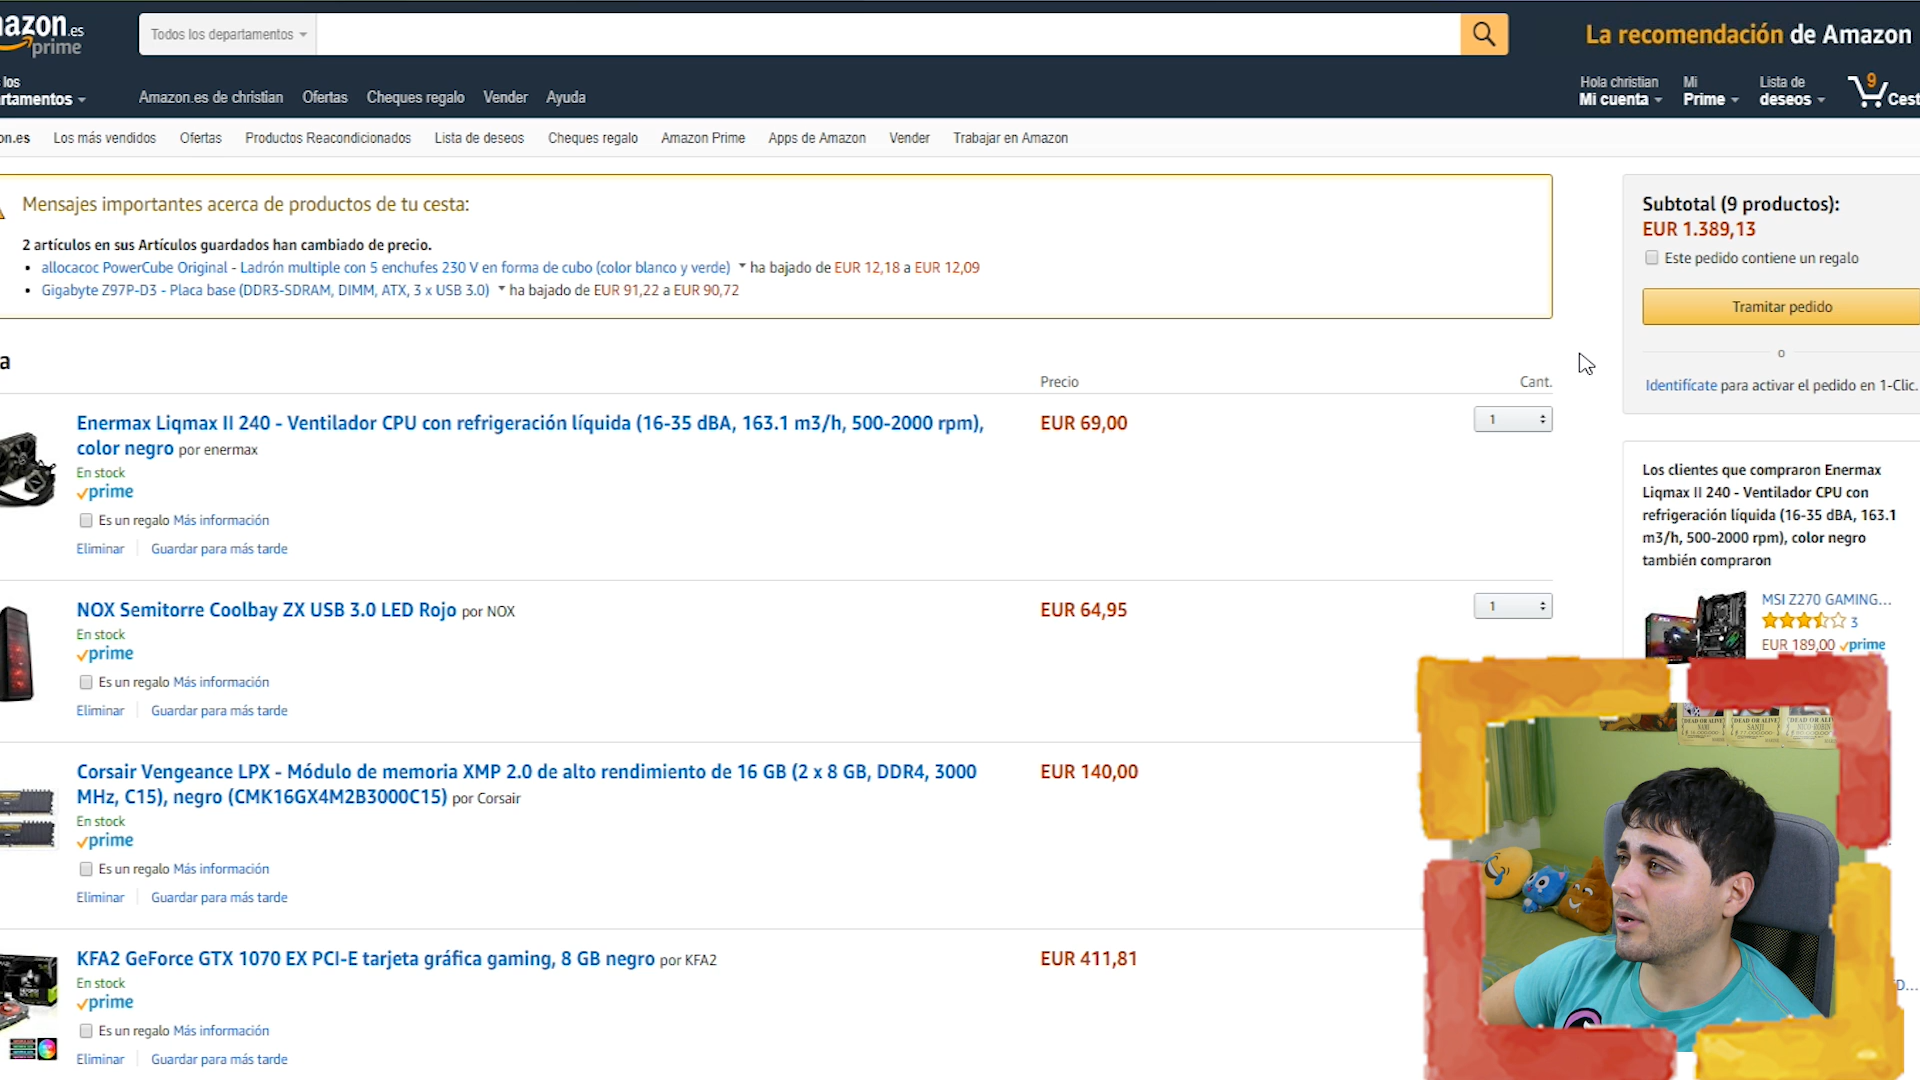 azon.es
prime
Todos los departamentos
La recomendación de Amazon
los
rtamentos
Amazon.es de christian Ofertas Cheques regalo Vender Ayuda
Hola christian
Mi cuenta
Mi
Prime
Lista de
deseos
9
Cest
on.es Los más vendidos Ofertas Productos Reacondicionados Lista de deseos Cheques regalo Amazon Prime Apps de Amazon Vender Trabajar en Amazon
Mensajes importantes acerca de productos de tu cesta:
2 artículos en sus Artículos guardados han cambiado de precio.
• allocacoc PowerCube Original - Ladrón multiple con 5 enchufes 230 V en forma de cubo (color blanco y verde) ha bajado de EUR 12,18 a EUR 12,09
• Gigabyte Z97P-D3 - Placa base (DDR3-SDRAM, DIMM, ATX, 3 x USB 3.0) ha bajado de EUR 91,22 a EUR 90,72
Subtotal (9 productos):
EUR 1.389,13
Este pedido contiene un regalo
Tramitar pedido
o
Identifícate para activar el pedido en 1-Clic.
a
Precio Cant.
Enermax Liqmax II 240 - Ventilador CPU con refrigeración líquida (16-35 dBA, 163.1 m3/h, 500-2000 rpm),
color negro por enermax
EUR 69,00
1
En stock
prime
Es un regalo Más información
Eliminar Guardar para más tarde
NOX Semitorre Coolbay ZX USB 3.0 LED Rojo por NOX
EUR 64,95
1
En stock
prime
Es un regalo Más información
Eliminar Guardar para más tarde
Corsair Vengeance LPX - Módulo de memoria XMP 2.0 de alto rendimiento de 16 GB (2 x 8 GB, DDR4, 3000
MHz, C15), negro (CMK16GX4M2B3000C15) por Corsair
EUR 140,00
En stock
prime
Es un regalo Más información
Eliminar Guardar para más tarde
KFA2 GeForce GTX 1070 EX PCI-E tarjeta gráfica gaming, 8 GB negro por KFA2
EUR 411,81
En stock
prime
Es un regalo Más información
Eliminar Guardar para más tarde
Los clientes que compraron Enermax
Liqmax II 240 - Ventilador CPU con
refrigeración líquida (16-35 dBA, 163.1
m3/h, 500-2000 rpm), color negro
también compraron
MSI Z270 GAMING...
3
EUR 189,00 prime
DEAD OR ALIVE
SANJI
DEAD OR ALIVE
NICO ROBIN
D...